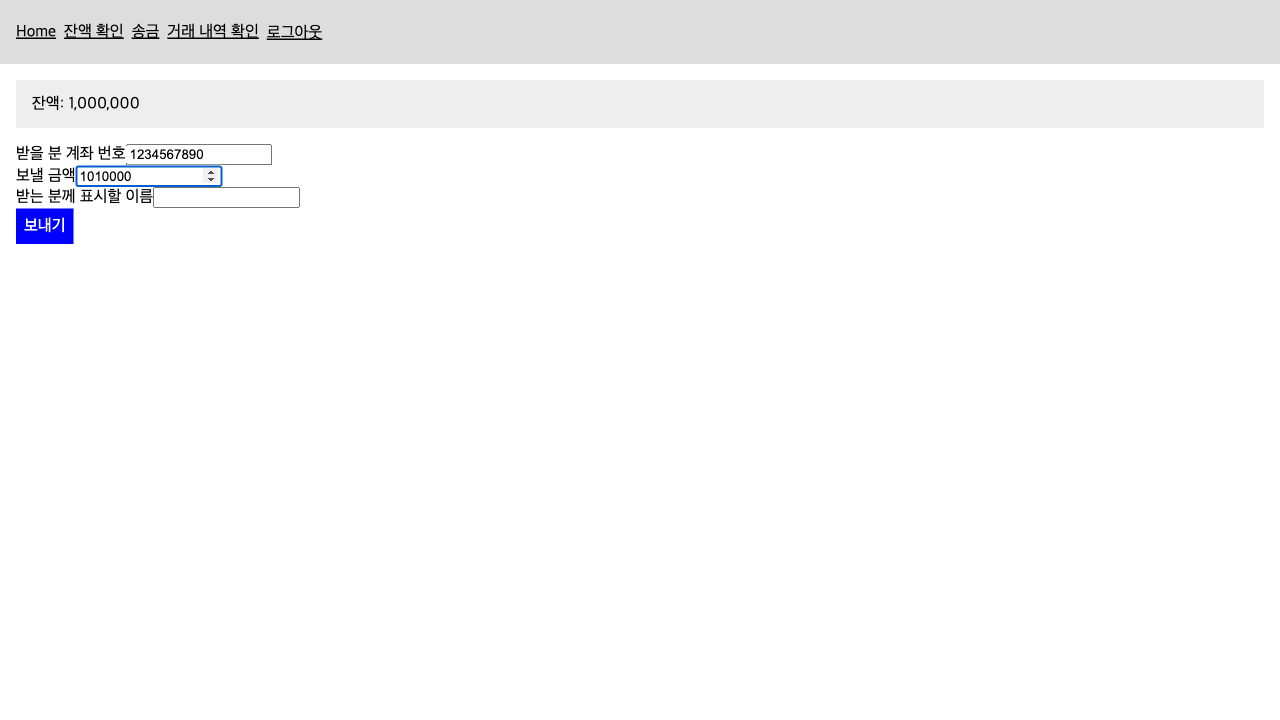 Home 잔액 확인 송금 거래 내역 확인 로그아웃
잔액: 1,000,000
받을 분 계좌 번호 1234567890
보낼 금액 1010000
받는 분께 표시할 이름
보내기